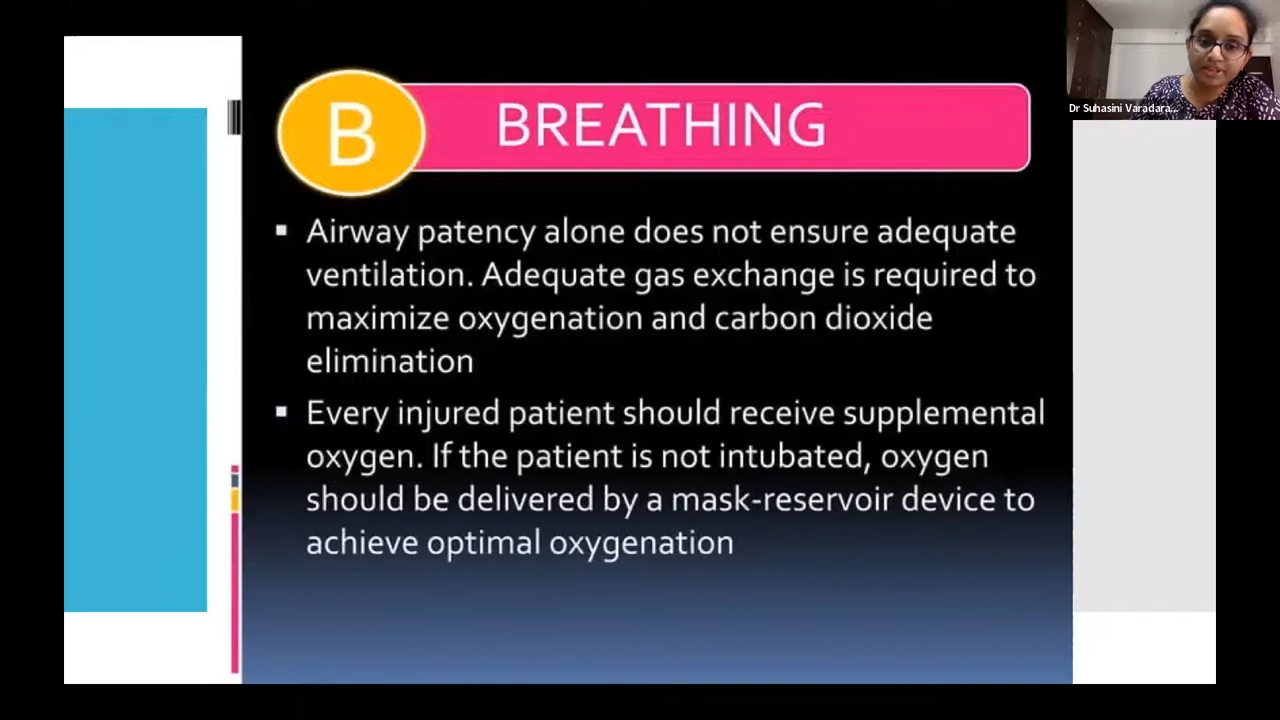 B
BREATHING
Dr Suhasini Varadara...
▪ Airway patency alone does not ensure adequate
ventilation. Adequate gas exchange is required to
maximize oxygenation and carbon dioxide
elimination
▪ Every injured patient should receive supplemental
oxygen. If the patient is not intubated, oxygen
should be delivered by a mask-reservoir device to
achieve optimal oxygenation